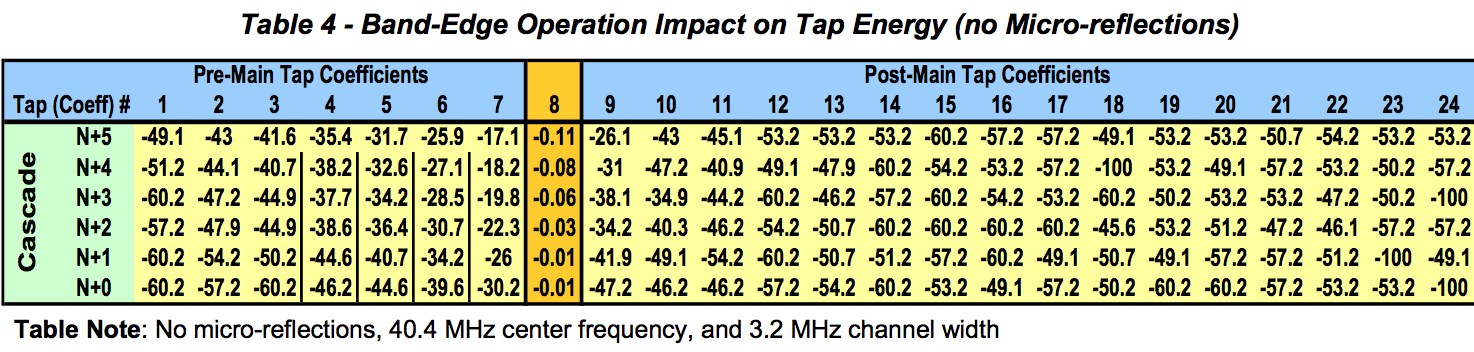 Table 4 - Band-Edge Operation Impact on Tap Energy (no Micro-reflections)
Pre-Main Tap Coefficients Post-Main Tap Coefficients
Tap (Coeff) # 1 2 3 4 5 6 7 8 9 10 11 12 13 14 15 16 17 18 19 20 21 22 23 24
Cascade
N+5 -49.1 -43 -41.6 -35.4 -31.7 -25.9 -17.1 -0.11 -26.1 -43 -45.1 -53.2 -53.2 -53.2 -60.2 -57.2 -57.2 -49.1 -53.2 -53.2 -50.7 -54.2 -53.2 -53.2
N+4 -51.2 -44.1 -40.7 -38.2 -32.6 -27.1 -18.2 -0.08 -31 -47.2 -40.9 -49.1 -47.9 -60.2 -54.2 -53.2 -57.2 -100 -53.2 -49.1 -57.2 -53.2 -50.2 -57.2
N+3 -60.2 -47.2 -44.9 -37.7 -34.2 -28.5 -19.8 -0.06 -38.1 -34.9 -44.2 -60.2 -46.2 -57.2 -60.2 -54.2 -53.2 -60.2 -50.2 -53.2 -53.2 -47.2 -50.2 -100
N+2 -57.2 -47.9 -44.9 -38.6 -36.4 -30.7 -22.3 -0.03 -34.2 -40.3 -46.2 -54.2 -50.7 -60.2 -60.2 -60.2 -60.2 -45.6 -53.2 -51.2 -47.2 -46.1 -57.2 -57.2
N+1 -60.2 -54.2 -50.2 -44.6 -40.7 -34.2 -26 -0.01 -41.9 -49.1 -54.2 -60.2 -50.7 -51.2 -57.2 -60.2 -49.1 -50.7 -49.1 -57.2 -57.2 -51.2 -100 -49.1
N+0 -60.2 -57.2 -60.2 -46.2 -44.6 -39.6 -30.2 -0.01 -47.2 -46.2 -46.2 -57.2 -54.2 -60.2 -53.2 -49.1 -57.2 -50.2 -60.2 -60.2 -57.2 -53.2 -53.2 -100
Table Note: No micro-reflections, 40.4 MHz center frequency, and 3.2 MHz channel width